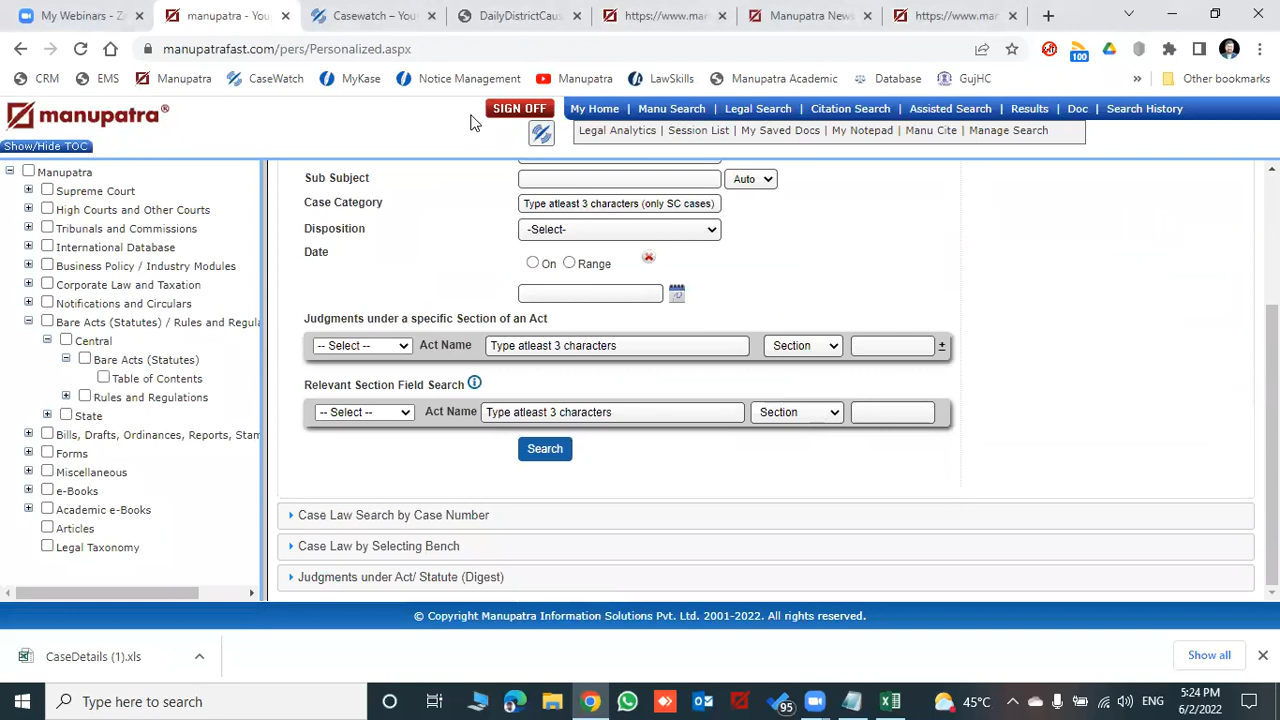 My Webinars - Z
manupatra - You
Casewatch – You
DailyDistrictCaus
https://www.mar
Manupatra News
https://www.mar
manupatrafast.com/pers/Personalized.aspx
100
CRM
EMS
Manupatra
CaseWatch
MyKase
Notice Management
Manupatra
LawSkills
Manupatra Academic
Database
GujHC
»
Other bookmarks
manupatra®
SIGN OFF
My Home | Manu Search | Legal Search | Citation Search | Assisted Search | Results | Doc | Search History
Legal Analytics | Session List | My Saved Docs | My Notepad | Manu Cite | Manage Search
Show/Hide TOC
Manupatra
Supreme Court
High Courts and Other Courts
Tribunals and Commissions
International Database
Business Policy / Industry Modules
Corporate Law and Taxation
Notifications and Circulars
Bare Acts (Statutes) / Rules and Regula
Central
Bare Acts (Statutes)
Table of Contents
Rules and Regulations
State
Bills, Drafts, Ordinances, Reports, Stam
Forms
Miscellaneous
e-Books
Academic e-Books
Articles
Legal Taxonomy
Sub Subject
Auto
Case Category
Type atleast 3 characters (only SC cases)
Disposition
-Select-
Date
On
Range
Judgments under a specific Section of an Act
-- Select --
Act Name
Type atleast 3 characters
Section
±
Relevant Section Field Search
-- Select --
Act Name
Type atleast 3 characters
Section
Search
Case Law Search by Case Number
Case Law by Selecting Bench
Judgments under Act/ Statute (Digest)
© Copyright Manupatra Information Solutions Pvt. Ltd. 2001-2022. All rights reserved.
CaseDetails (1).xls
Show all
Type here to search
95
45°C
ENG
5:24 PM
6/2/2022